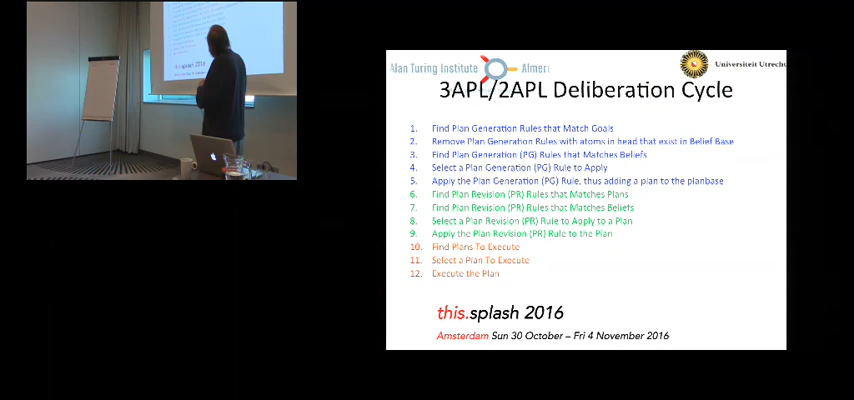 Alan Turing Institute Almere
Universiteit Utrecht
3APL/2APL Deliberation Cycle
1. Find Plan Generation Rules that Match Goals
2. Remove Plan Generation Rules with atoms in head that exist in Belief Base
3. Find Plan Generation (PG) Rules that Matches Beliefs
4. Select a Plan Generation (PG) Rule to Apply
5. Apply the Plan Generation (PG) Rule, thus adding a plan to the planbase
6. Find Plan Revision (PR) Rules that Matches Plans
7. Find Plan Revision (PR) Rules that Matches Beliefs
8. Select a Plan Revision (PR) Rule to Apply to a Plan
9. Apply the Plan Revision (PR) Rule to the Plan
10. Find Plans To Execute
11. Select a Plan To Execute
12. Execute the Plan
this.splash 2016
Amsterdam Sun 30 October – Fri 4 November 2016